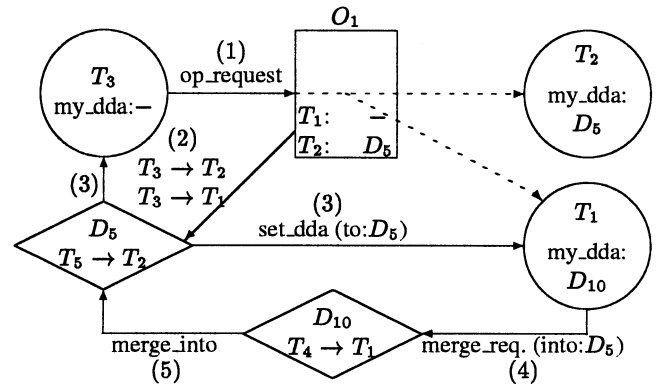 O₁
(1)
op_request
T₃
my_dda:−
T₂
my_dda:
D₅
T₁: −
T₂: D₅
(2)
T₃ → T₂
T₃ → T₁
(3)
(3)
set_dda (to:D₅)
T₁
my_dda:
D₁₀
D₅
T₅ → T₂
D₁₀
T₄ → T₁
merge_into
(5)
merge_req. (into:D₅)
(4)